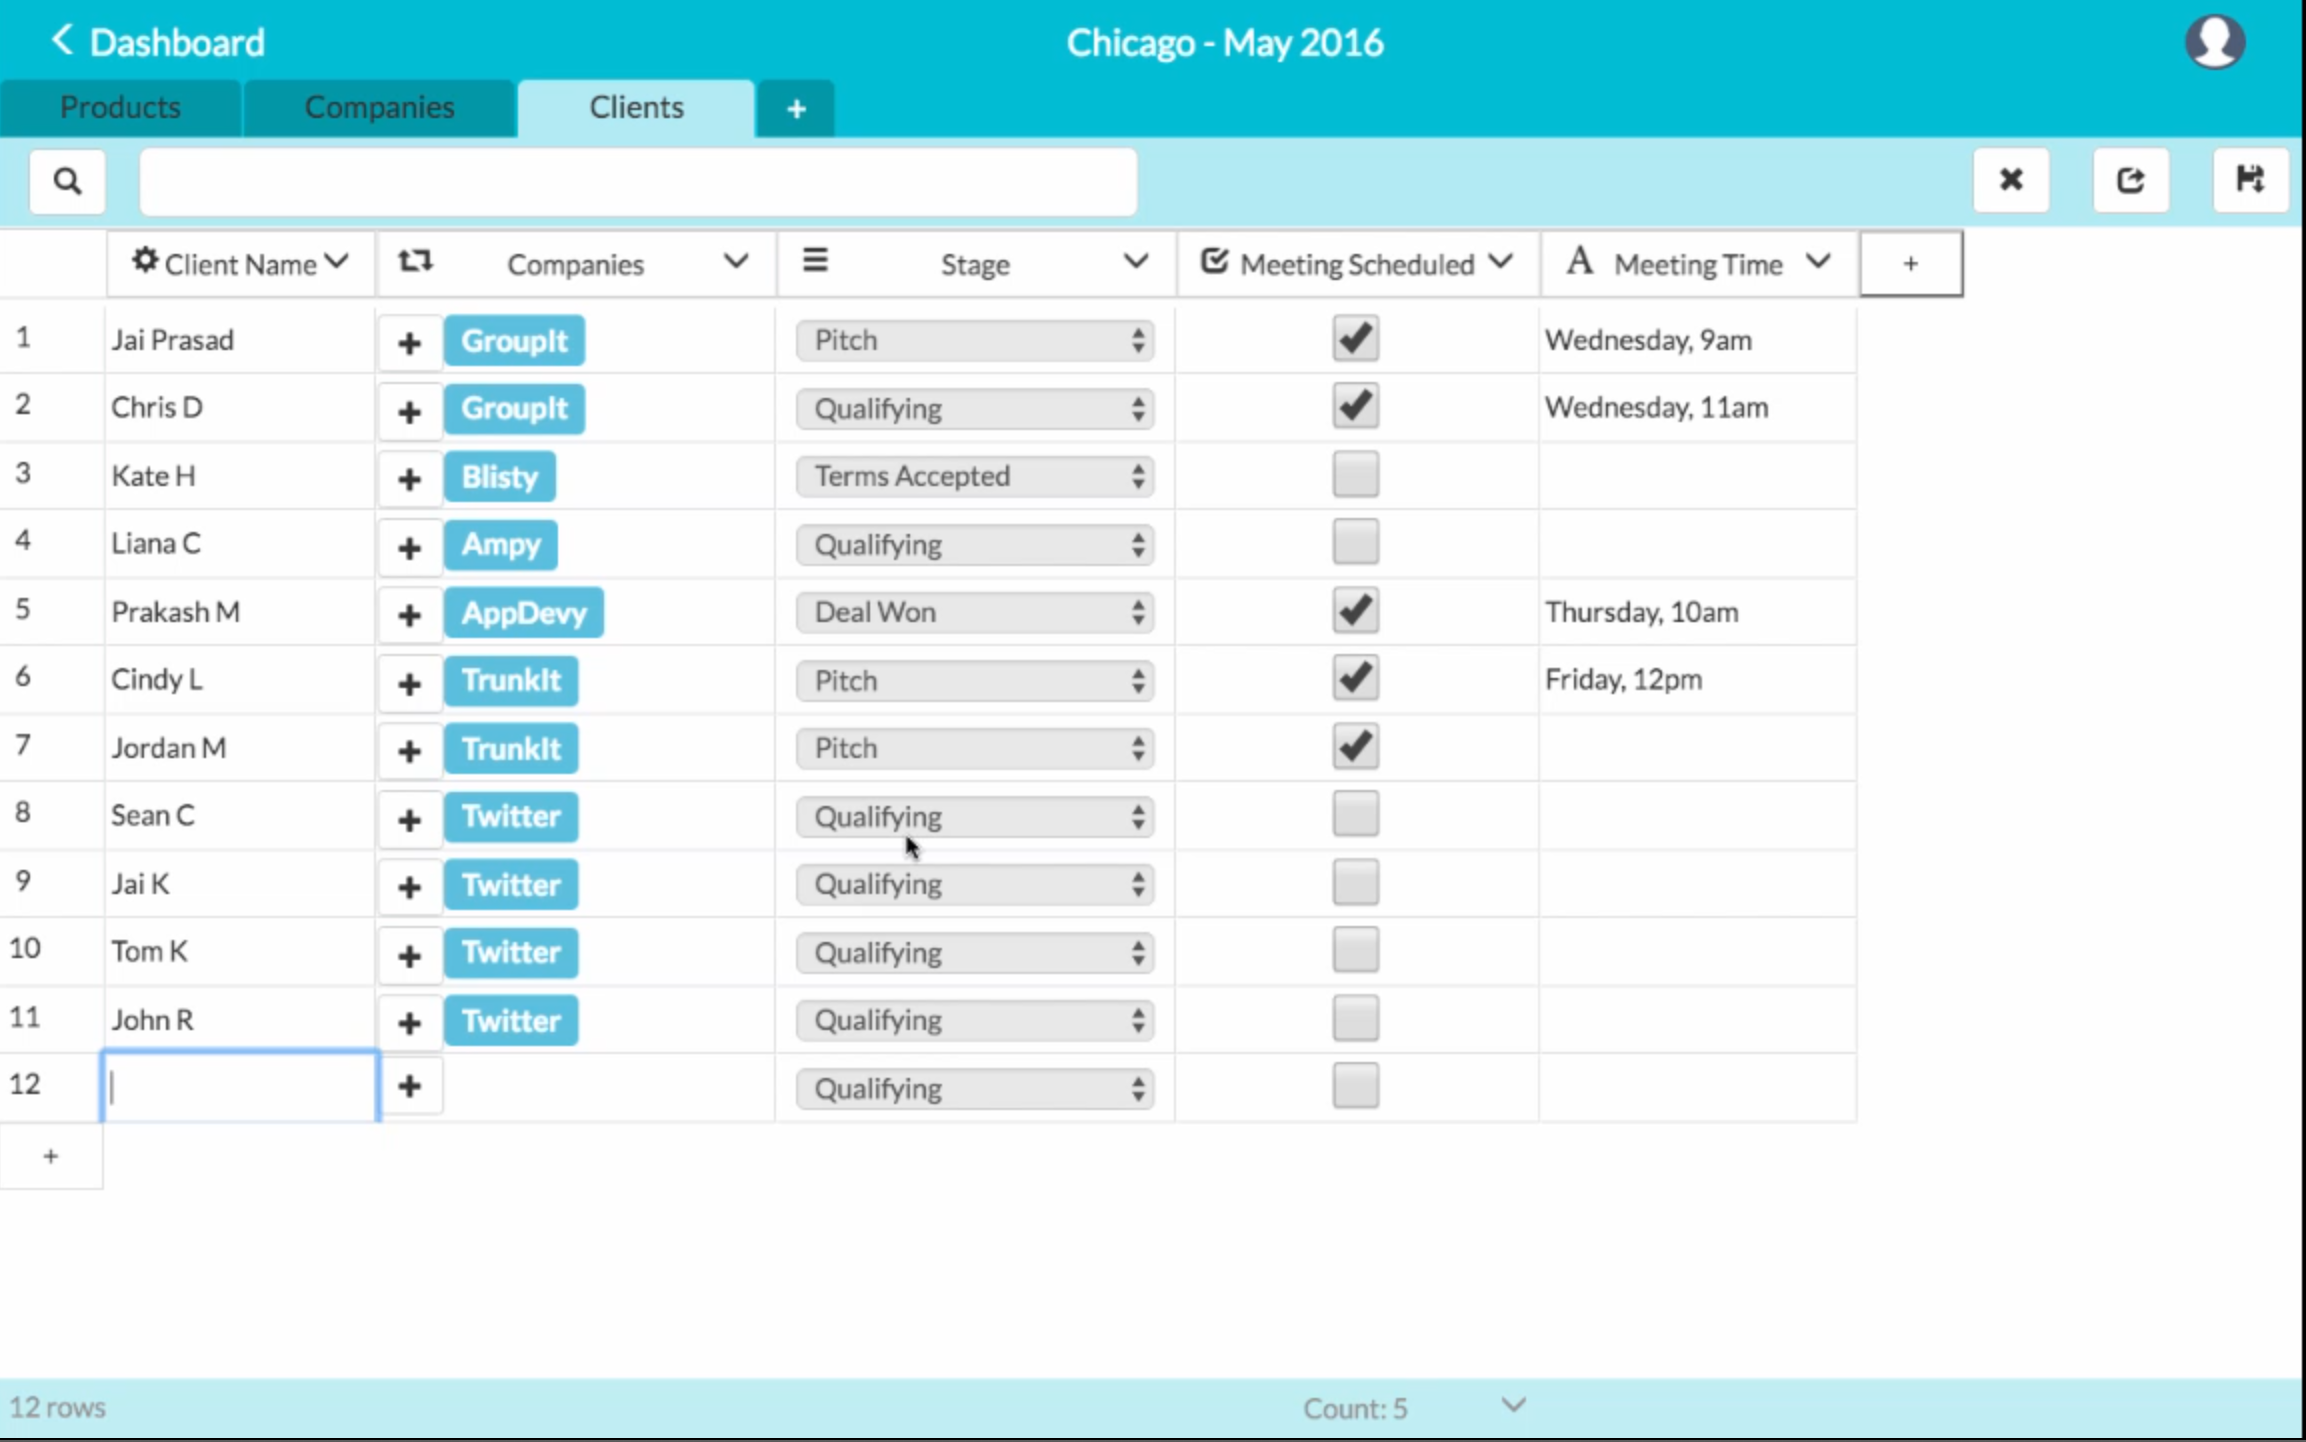 Dashboard
Chicago - May 2016
Products
Companies
Clients
+
Client Name
Companies
Stage
A
Meeting Scheduled
Meeting Time
+
1 Jai Prasad + GroupIt Pitch Wednesday, 9am
2 Chris D + GroupIt Qualifying Wednesday, 11am
3 Kate H + Blisty Terms Accepted
4 Liana C + Ampy Qualifying
5 Prakash M + AppDevy Deal Won Thursday, 10am
6 Cindy L + TrunkIt Pitch Friday, 12pm
7 Jordan M + TrunkIt Pitch
8 Sean C + Twitter Qualifying
9 Jai K + Twitter Qualifying
10 Tom K + Twitter Qualifying
11 John R + Twitter Qualifying
12 + Qualifying
+
12 rows
Count: 5